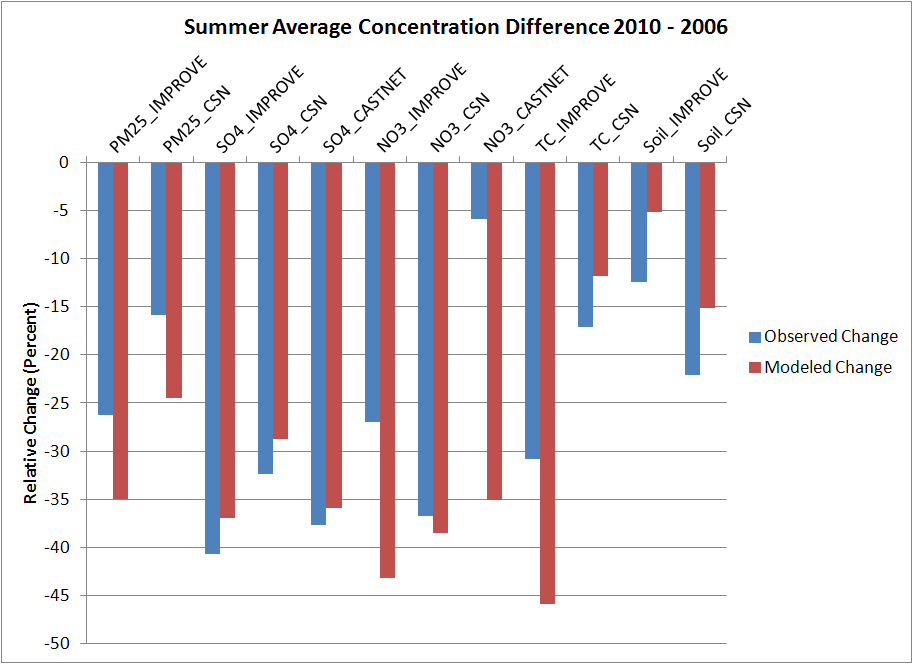 Summer Average Concentration Difference 2010 - 2006
PM25_IMPROVE
PM25_CSN
SO4_IMPROVE
SO4_CSN
SO4_CASTNET
NO3_IMPROVE
NO3_CSN
NO3_CASTNET
TC_IMPROVE
TC_CSN
Soil_IMPROVE
Soil_CSN
0
-5
-10
-15
-20
-25
-30
-35
-40
-45
-50
Relative Change (Percent)
Observed Change
Modeled Change